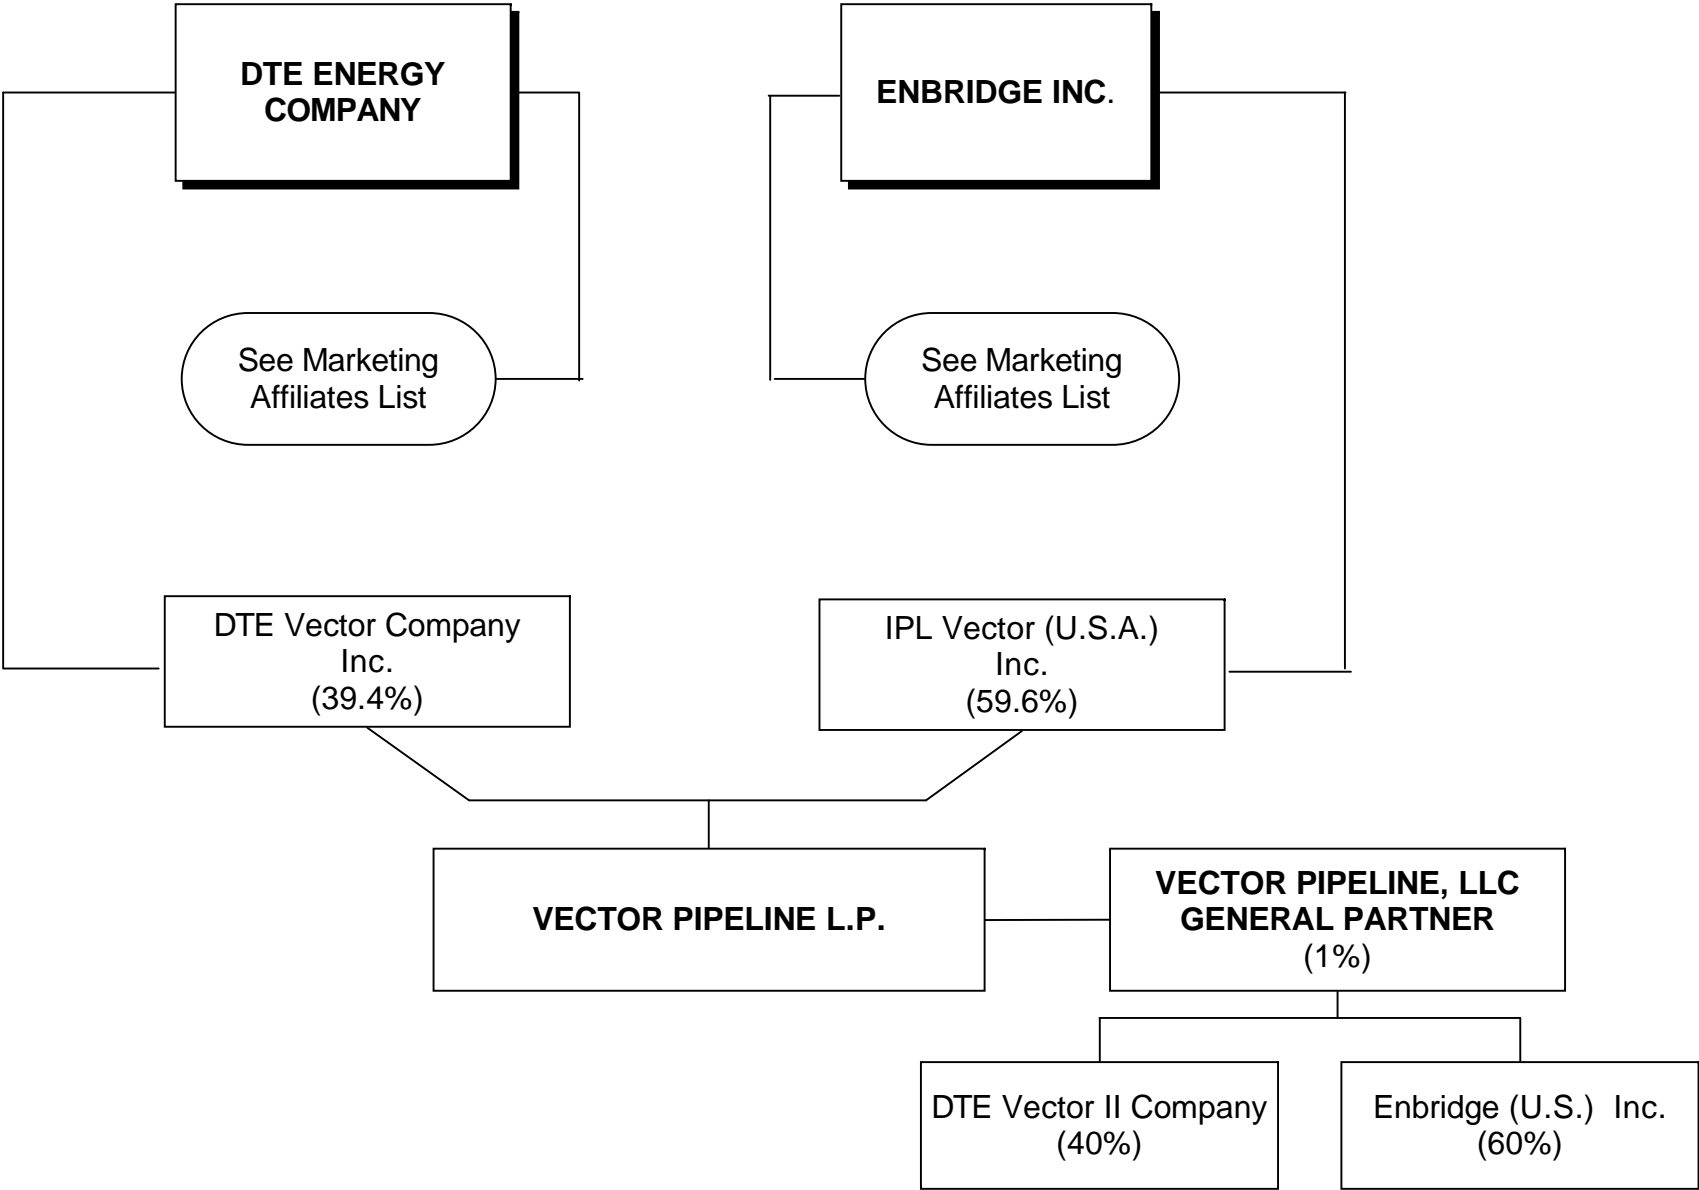 DTE ENERGY
COMPANY
ENBRIDGE INC.
See Marketing
Affiliates List
See Marketing
Affiliates List
DTE Vector Company
Inc.
(39.4%)
IPL Vector (U.S.A.)
Inc.
(59.6%)
VECTOR PIPELINE L.P.
VECTOR PIPELINE, LLC
GENERAL PARTNER
(1%)
DTE Vector II Company
(40%)
Enbridge (U.S.) Inc.
(60%)